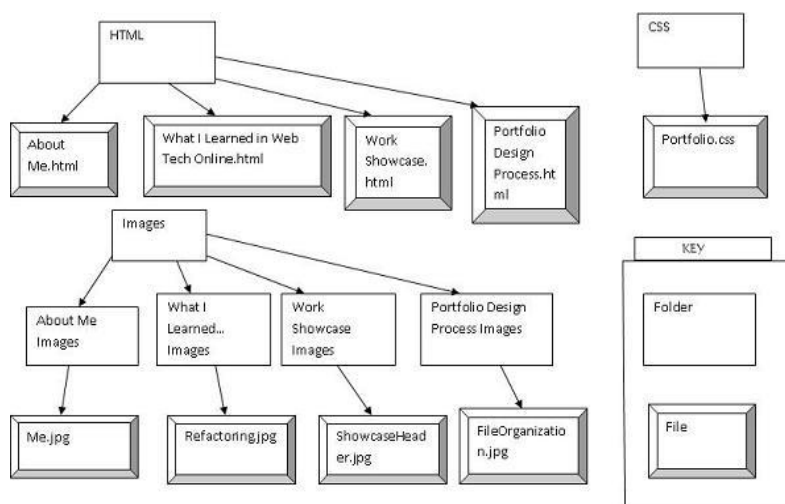 HTML
CSS
About
Me.html
What I Learned in Web
Tech Online.html
Work
Showcase.
html
Portfolio
Design
Process.ht
ml
Portfolio.css
Images
KEY
About Me
Images
What I
Learned...
Images
Work
Showcase
Images
Portfolio Design
Process Images
Folder
Me.jpg
Refactoring.jpg
ShowcaseHead
er.jpg
FileOrganizatio
n.jpg
File